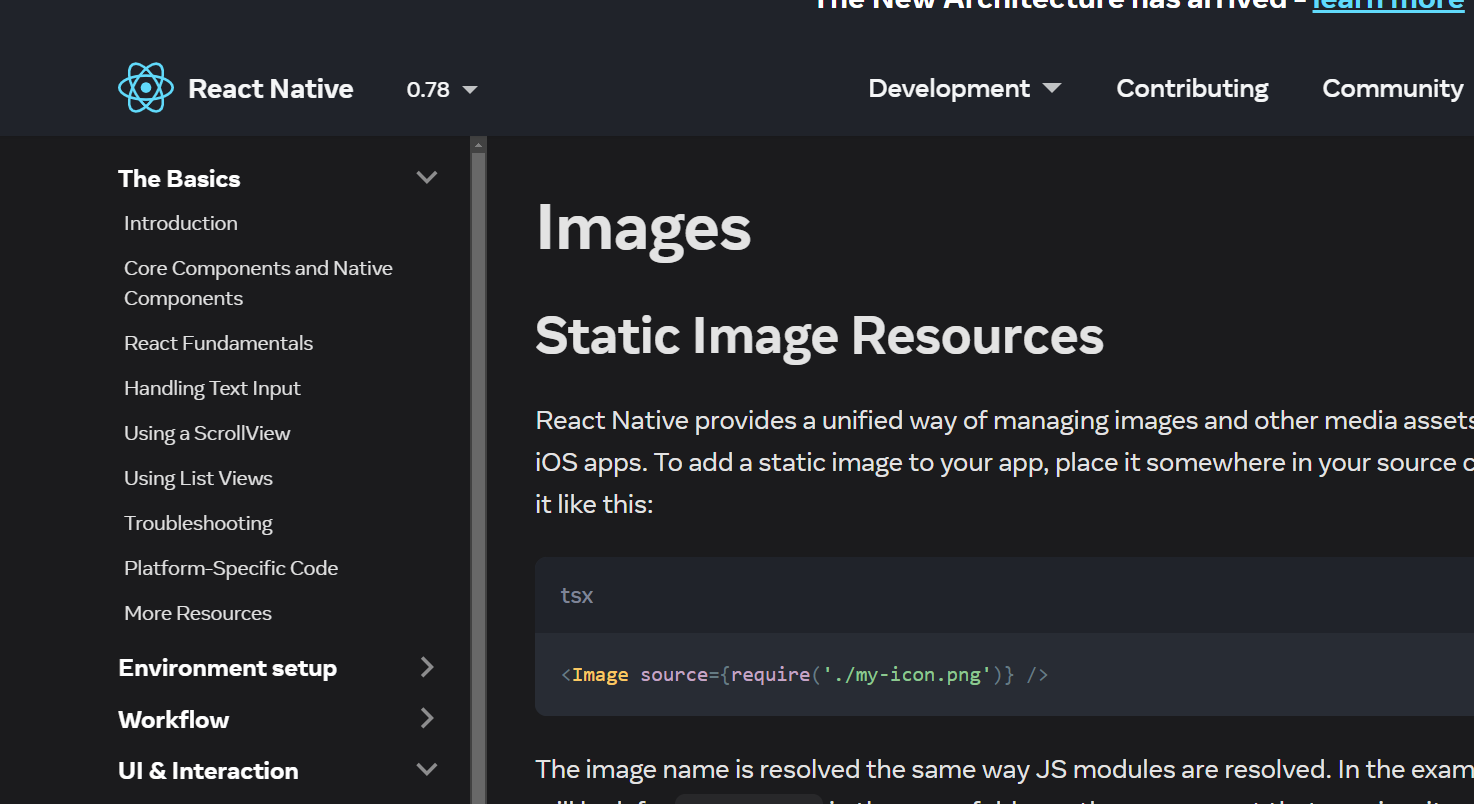 The New Architecture has arrived - learn more
React Native
0.78
Development
Contributing
Community
The Basics
Introduction
Core Components and Native
Components
React Fundamentals
Handling Text Input
Using a ScrollView
Using List Views
Troubleshooting
Platform-Specific Code
More Resources
Environment setup
Workflow
UI & Interaction
Images
Static Image Resources
React Native provides a unified way of managing images and other media assets
iOS apps. To add a static image to your app, place it somewhere in your source
it like this:
tsx
<Image source={require('./my-icon.png')} />
The image name is resolved the same way JS modules are resolved. In the